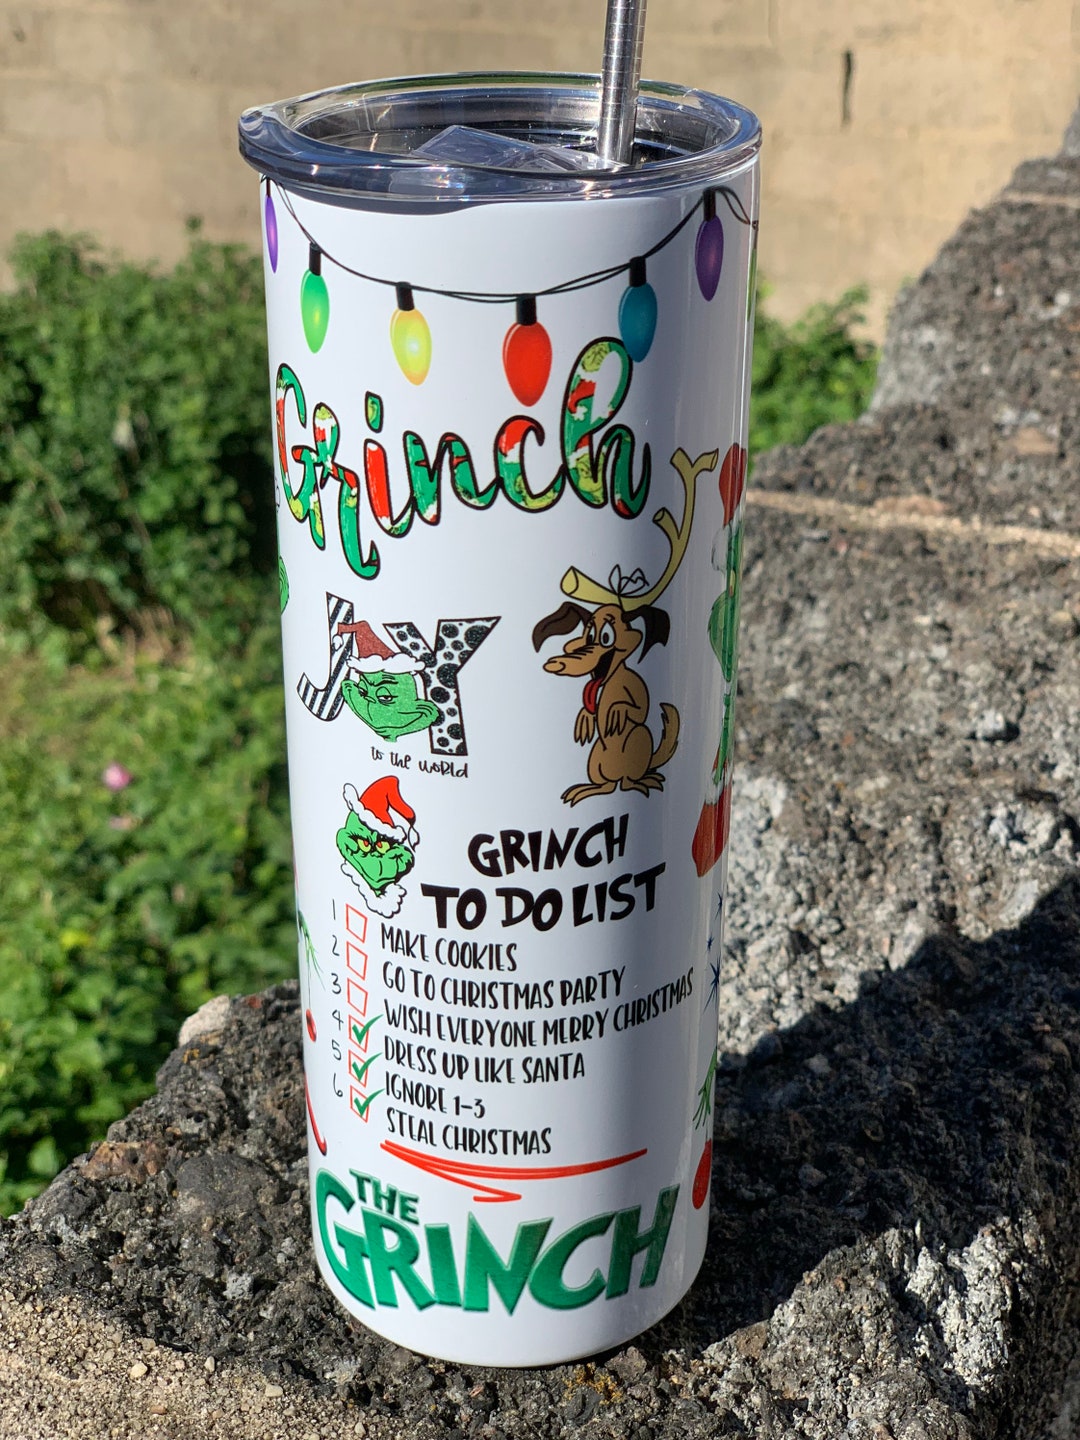 Grinch
JOY
to the WORLD
GRINCH
TO DO LIST
1 MAKE COOKIES
2 GO TO CHRISTMAS PARTY
3 WISH EVERYONE MERRY CHRISTMAS
4 DRESS UP LIKE SANTA
5 IGNORE 1-3
6 STEAL CHRISTMAS
THE
GRINCH